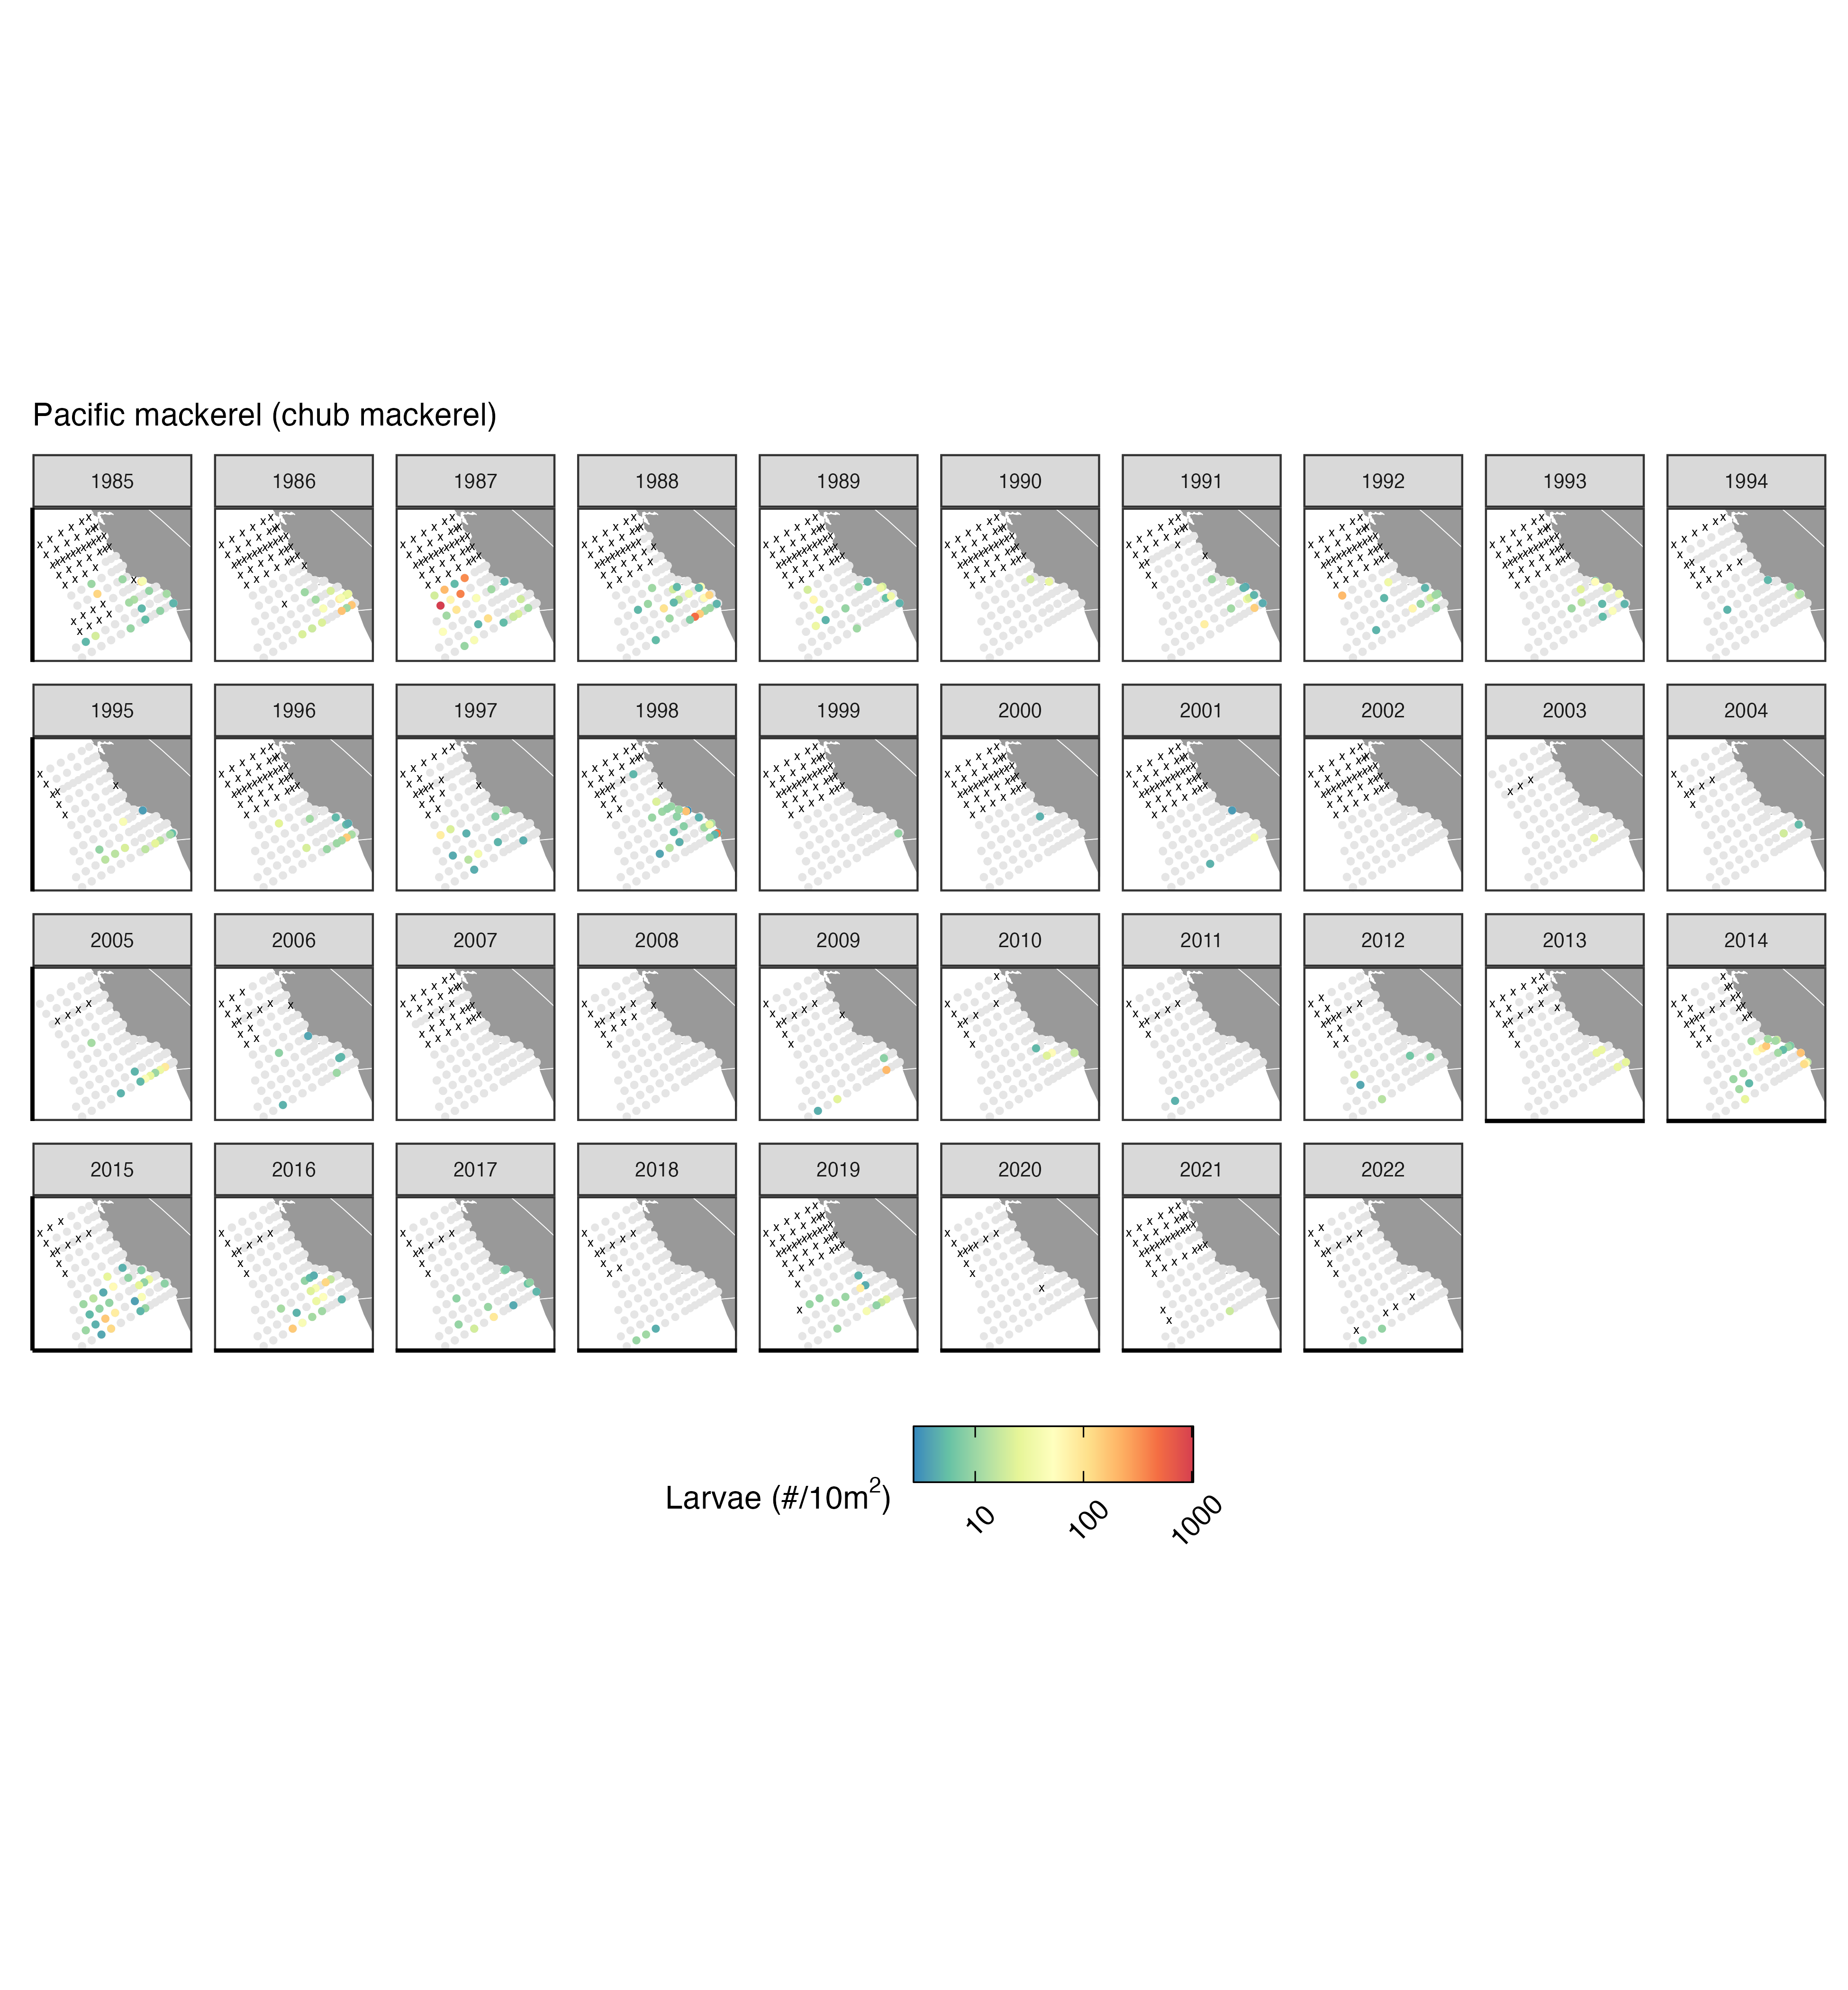 Pacific mackerel (chub mackerel)
1985 1986 1987 1988 1989 1990 1991 1992 1993 1994
1995 1996 1997 1998 1999 2000 2001 2002 2003 2004
2005 2006 2007 2008 2009 2010 2011 2012 2013 2014
2015 2016 2017 2018 2019 2020 2021 2022
Larvae (#/10m²)
10 100 1000